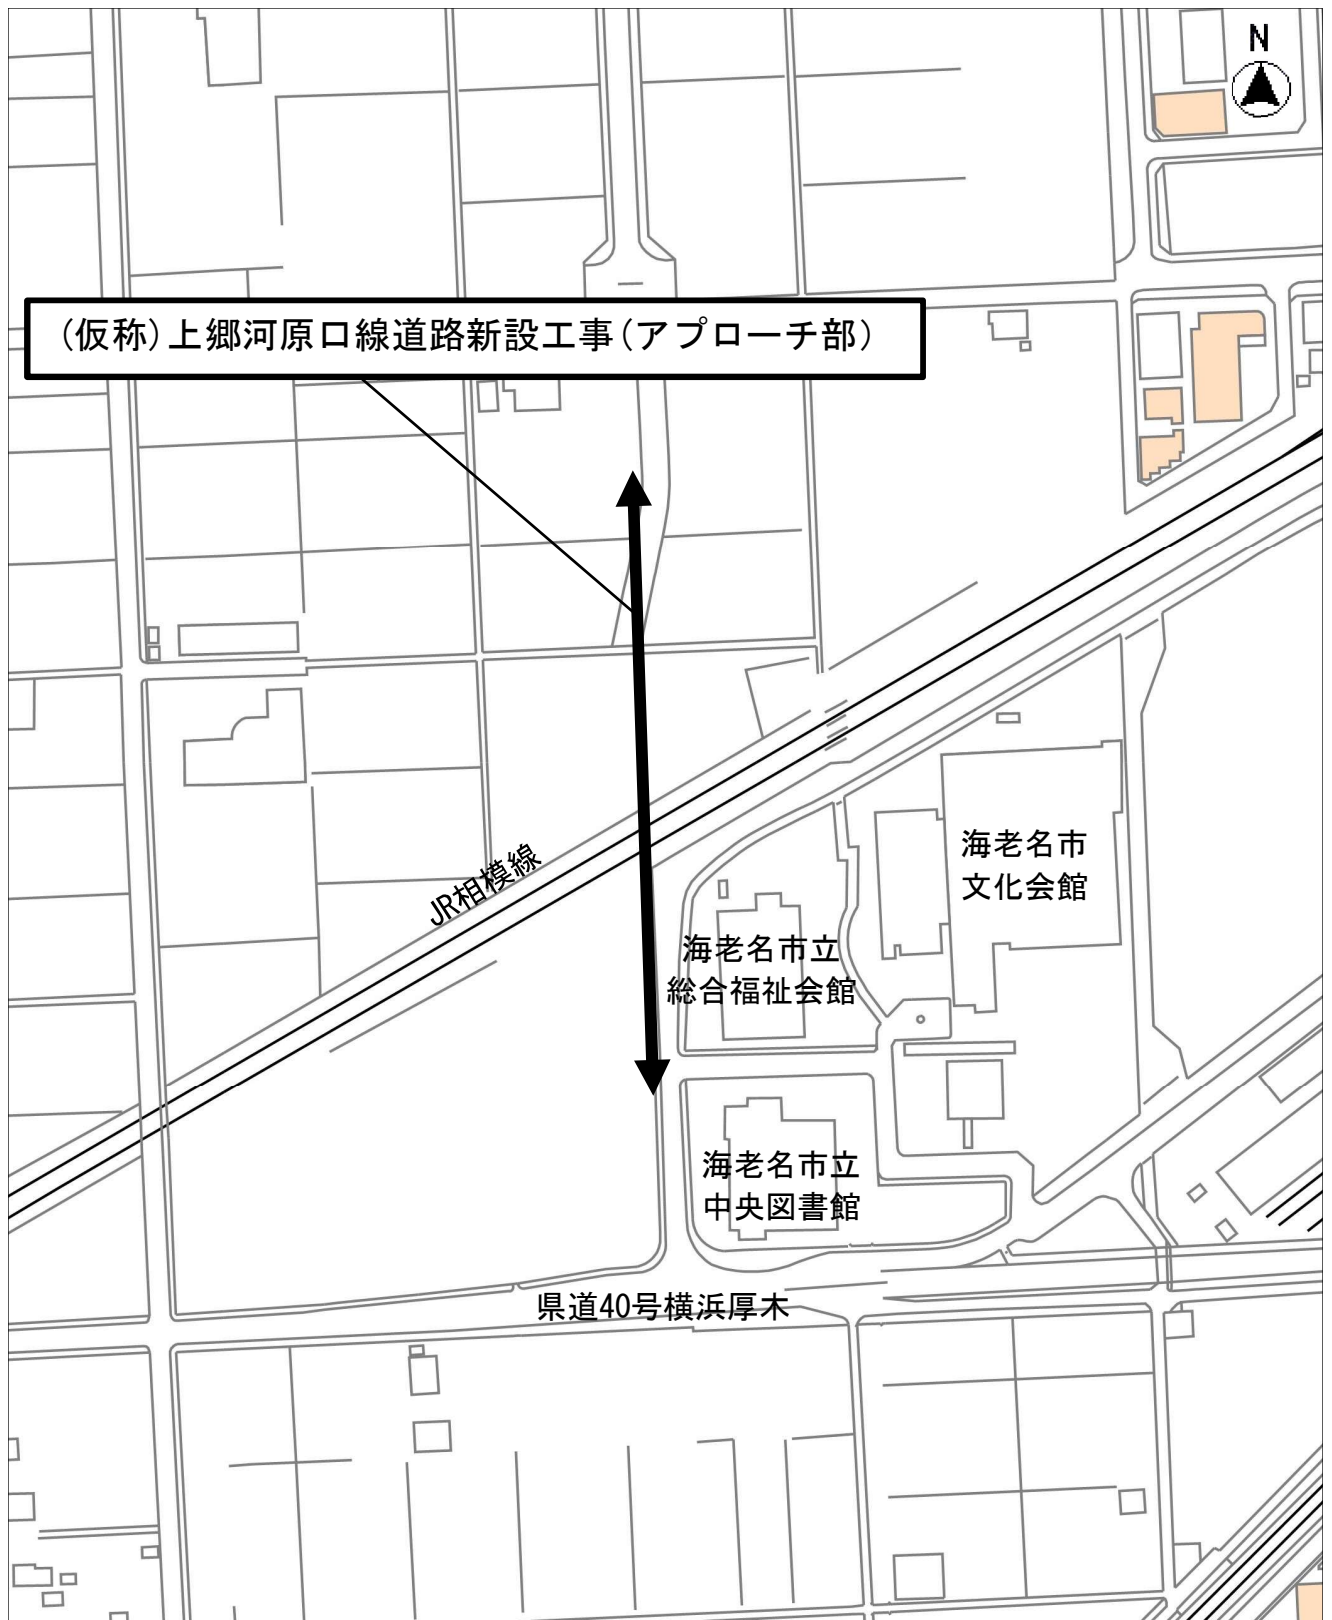 N
(仮称)上郷河原口線道路新設工事(アプローチ部)
海老名市
文化会館
JR相模線
海老名市立
総合福祉会館
海老名市立
中央図書館
県道40号横浜厚木